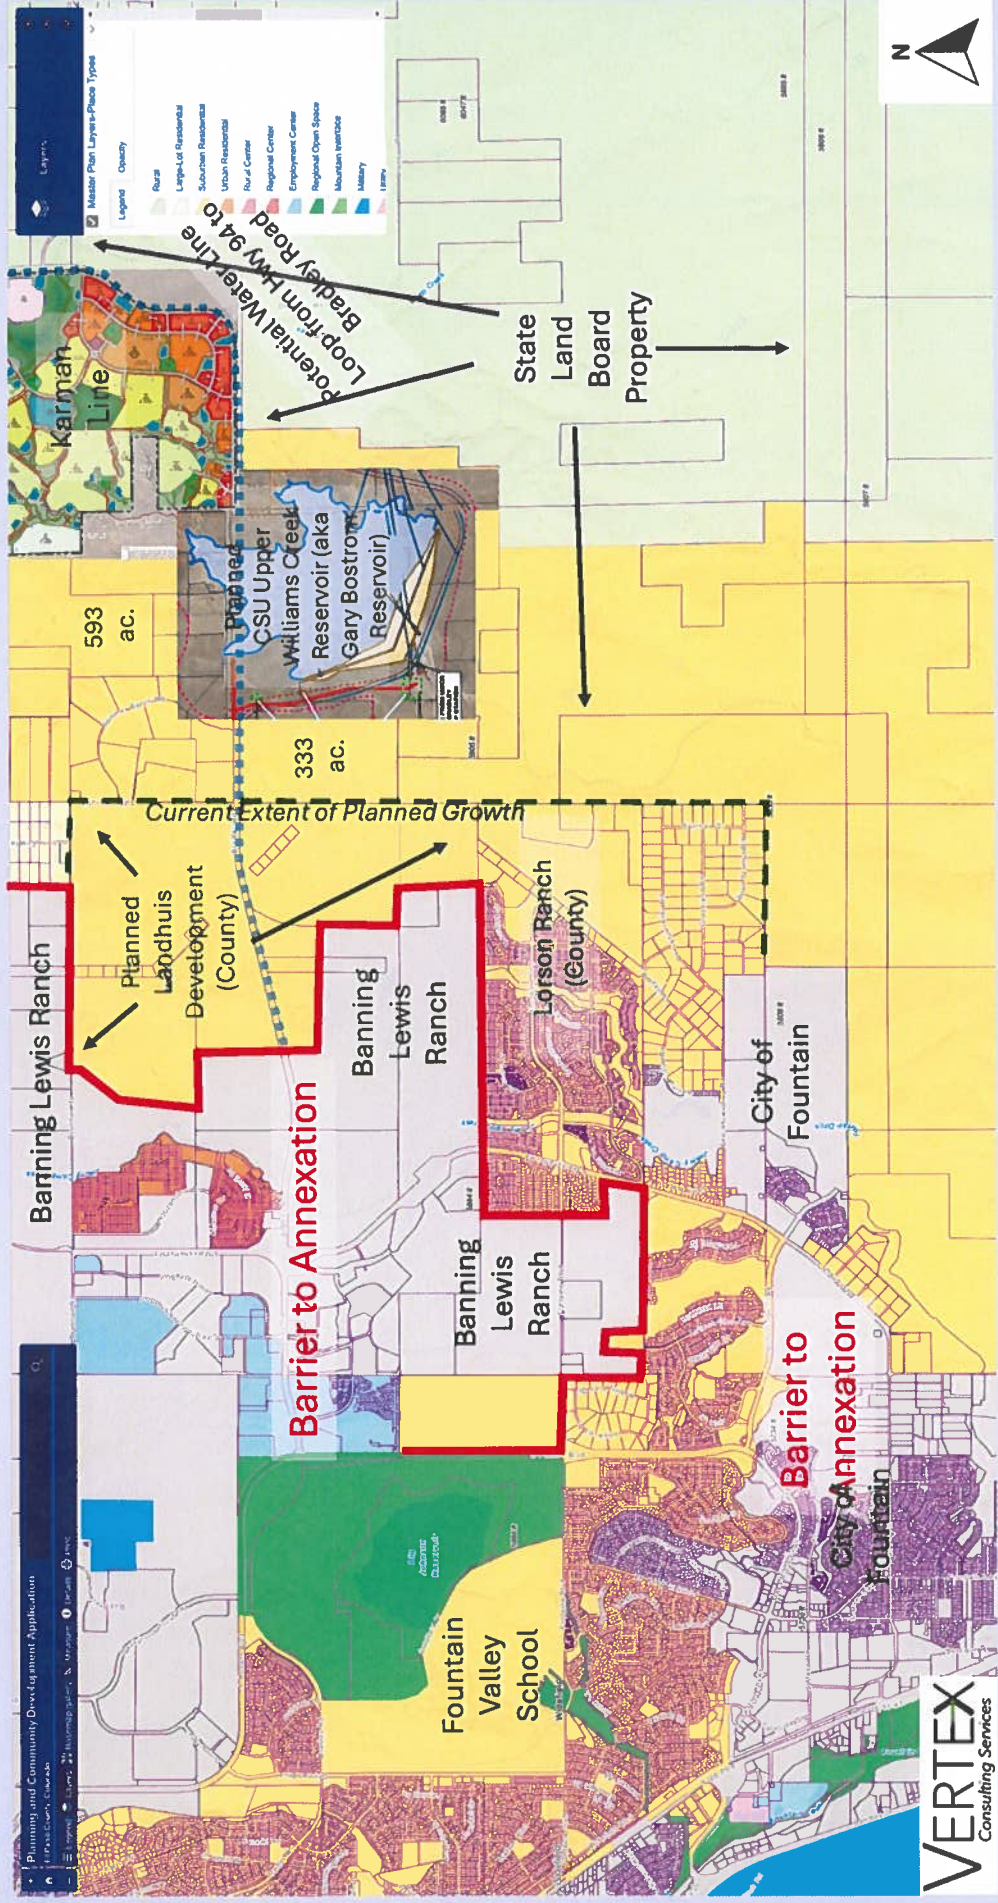 Planning and Community Development Application
El Paso County, Colorado
Layers
Master Plan Layers-Place Types
Legend
Opacity
Rural
Large-Lot Residential
Suburban Residential
Urban Residential
Rural Center
Regional Center
Employment Center
Regional Open Space
Mountain Interface
Military
Utility
N
Banning Lewis Ranch
Karman
Line
Potential Water Line
Loop from Hwy 94 to
Bradley Road
593
ac.
Planned
Landhuis
Development
(County)
Planned
CSU Upper
Williams Creek
Reservoir (aka
Gary Bostrom
Reservoir)
333
ac.
Current Extent of Planned Growth
Barrier to Annexation
Banning
Lewis
Ranch
State
Land
Board
Property
Banning
Lewis
Ranch
Lorson Ranch
(County)
Fountain
Valley
School
City of
Fountain
Barrier to
Annexation
City of
Fountain
VERTEX
Consulting Services